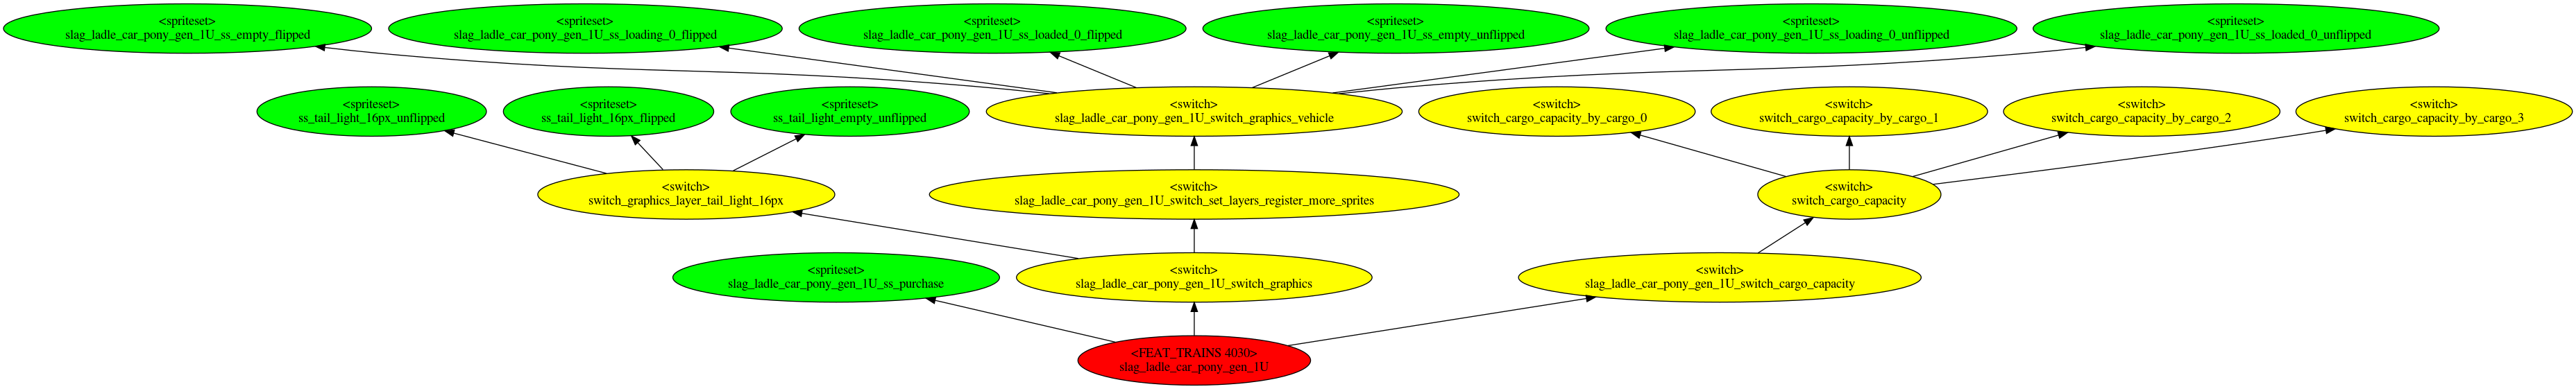 <spriteset>
slag_ladle_car_pony_gen_1U_ss_empty_flipped
<spriteset>
slag_ladle_car_pony_gen_1U_ss_loading_0_flipped
<spriteset>
slag_ladle_car_pony_gen_1U_ss_loaded_0_flipped
<spriteset>
slag_ladle_car_pony_gen_1U_ss_empty_unflipped
<spriteset>
slag_ladle_car_pony_gen_1U_ss_loading_0_unflipped
<spriteset>
slag_ladle_car_pony_gen_1U_ss_loaded_0_unflipped
<spriteset>
ss_tail_light_16px_unflipped
<spriteset>
ss_tail_light_16px_flipped
<spriteset>
ss_tail_light_empty_unflipped
<switch>
slag_ladle_car_pony_gen_1U_switch_graphics_vehicle
<switch>
switch_cargo_capacity_by_cargo_0
<switch>
switch_cargo_capacity_by_cargo_1
<switch>
switch_cargo_capacity_by_cargo_2
<switch>
switch_cargo_capacity_by_cargo_3
<switch>
switch_graphics_layer_tail_light_16px
<switch>
slag_ladle_car_pony_gen_1U_switch_set_layers_register_more_sprites
<switch>
switch_cargo_capacity
<spriteset>
slag_ladle_car_pony_gen_1U_ss_purchase
<switch>
slag_ladle_car_pony_gen_1U_switch_graphics
<switch>
slag_ladle_car_pony_gen_1U_switch_cargo_capacity
<FEAT_TRAINS 4030>
slag_ladle_car_pony_gen_1U